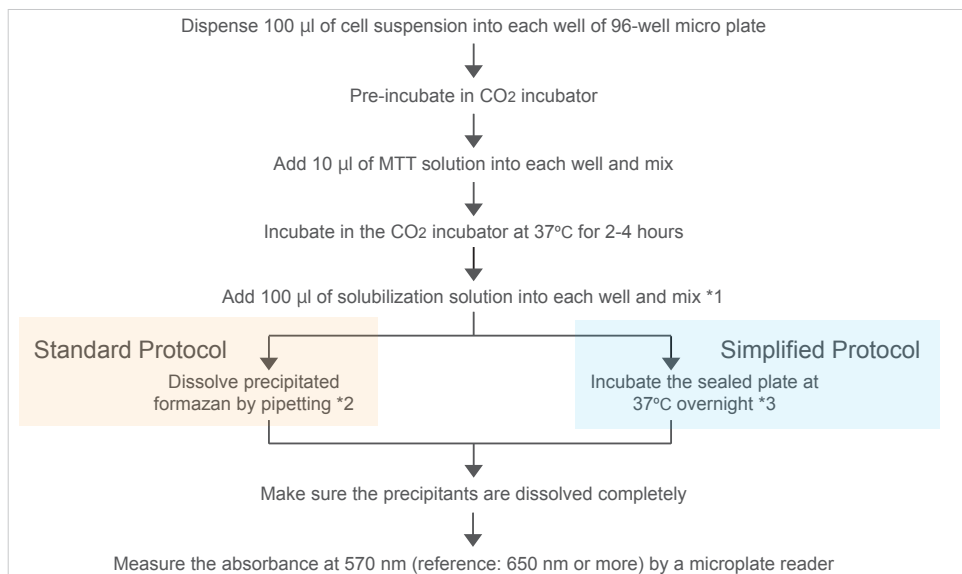 Dispense 100 µl of cell suspension into each well of 96-well micro plate
Pre-incubate in CO2 incubator
Add 10 µl of MTT solution into each well and mix
Incubate in the CO2 incubator at 37ºC for 2-4 hours
Add 100 µl of solubilization solution into each well and mix *1
Standard Protocol
Dissolve precipitated
formazan by pipetting *2
Simplified Protocol
Incubate the sealed plate at
37ºC overnight *3
Make sure the precipitants are dissolved completely
Measure the absorbance at 570 nm (reference: 650 nm or more) by a microplate reader